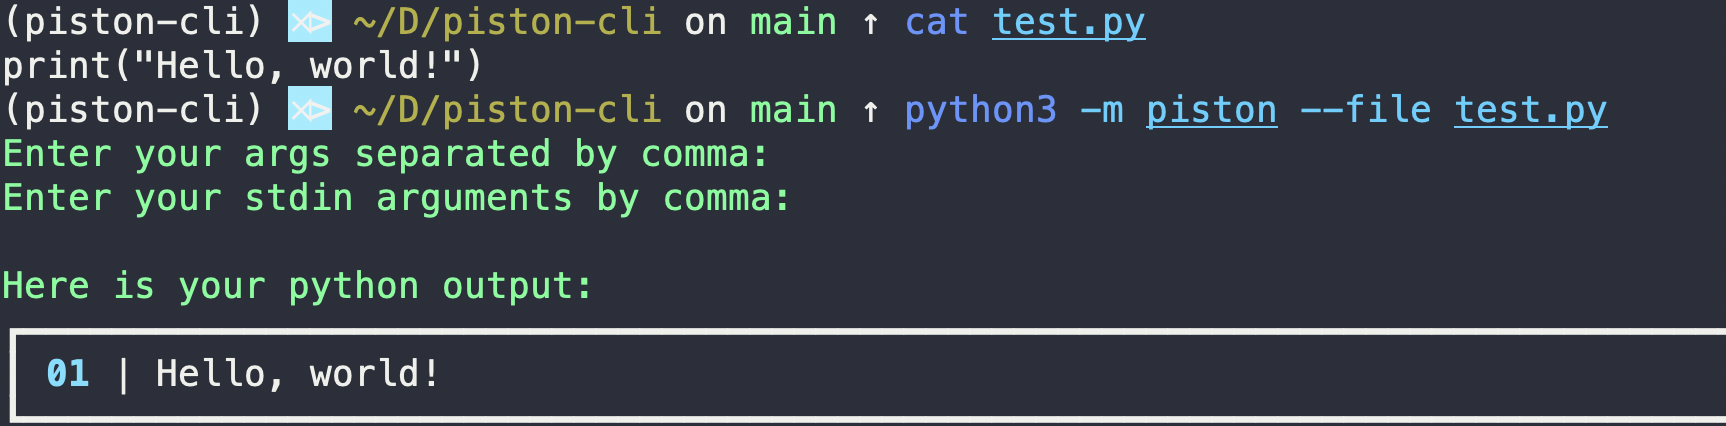 (piston-cli) ⋊> ~/D/piston-cli on main ↑ cat test.py
print("Hello, world!")
(piston-cli) ⋊> ~/D/piston-cli on main ↑ python3 -m piston --file test.py
Enter your args separated by comma:
Enter your stdin arguments by comma:
Here is your python output:
01 | Hello, world!